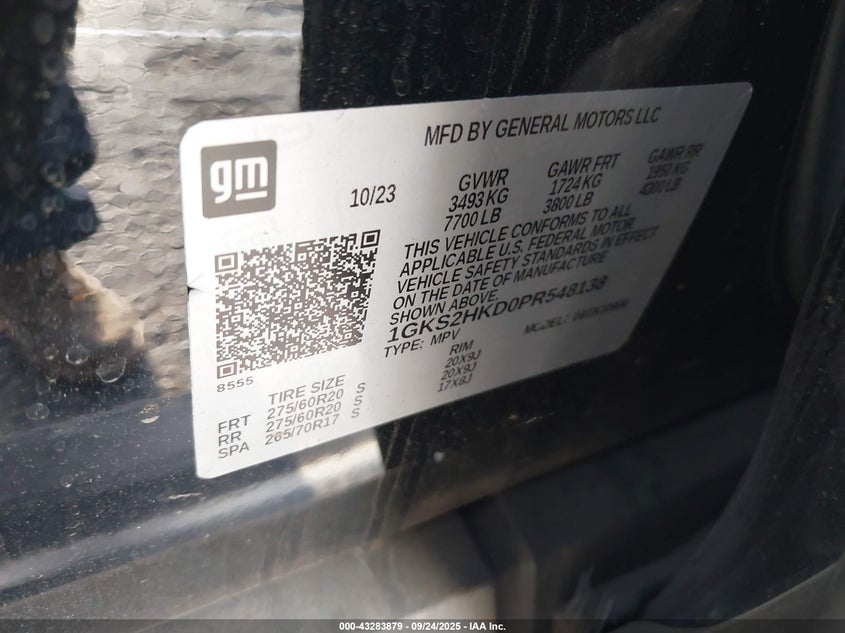 gm
MFD BY GENERAL MOTORS LLC
10/23
GVWR
3493 KG
7700 LB
GAWR FRT
1724 KG
3800 LB
GAWR RR
1950 KG
4300 LB
THIS VEHICLE CONFORMS TO ALL
APPLICABLE U.S. FEDERAL MOTOR
VEHICLE SAFETY STANDARDS IN EFFECT
ON THE DATE OF MANUFACTURE
SHOWN ABOVE.
1GKS2HKD0PR548138
TYPE: MPV
MODEL:
8555
TIRE SIZE
RIM
FRT 275/60R20 S 20X9J
RR 275/60R20 S 20X9J
SPA 265/70R17 S 17X8J
000-43283879 - 09/24/2025 - IAA Inc.